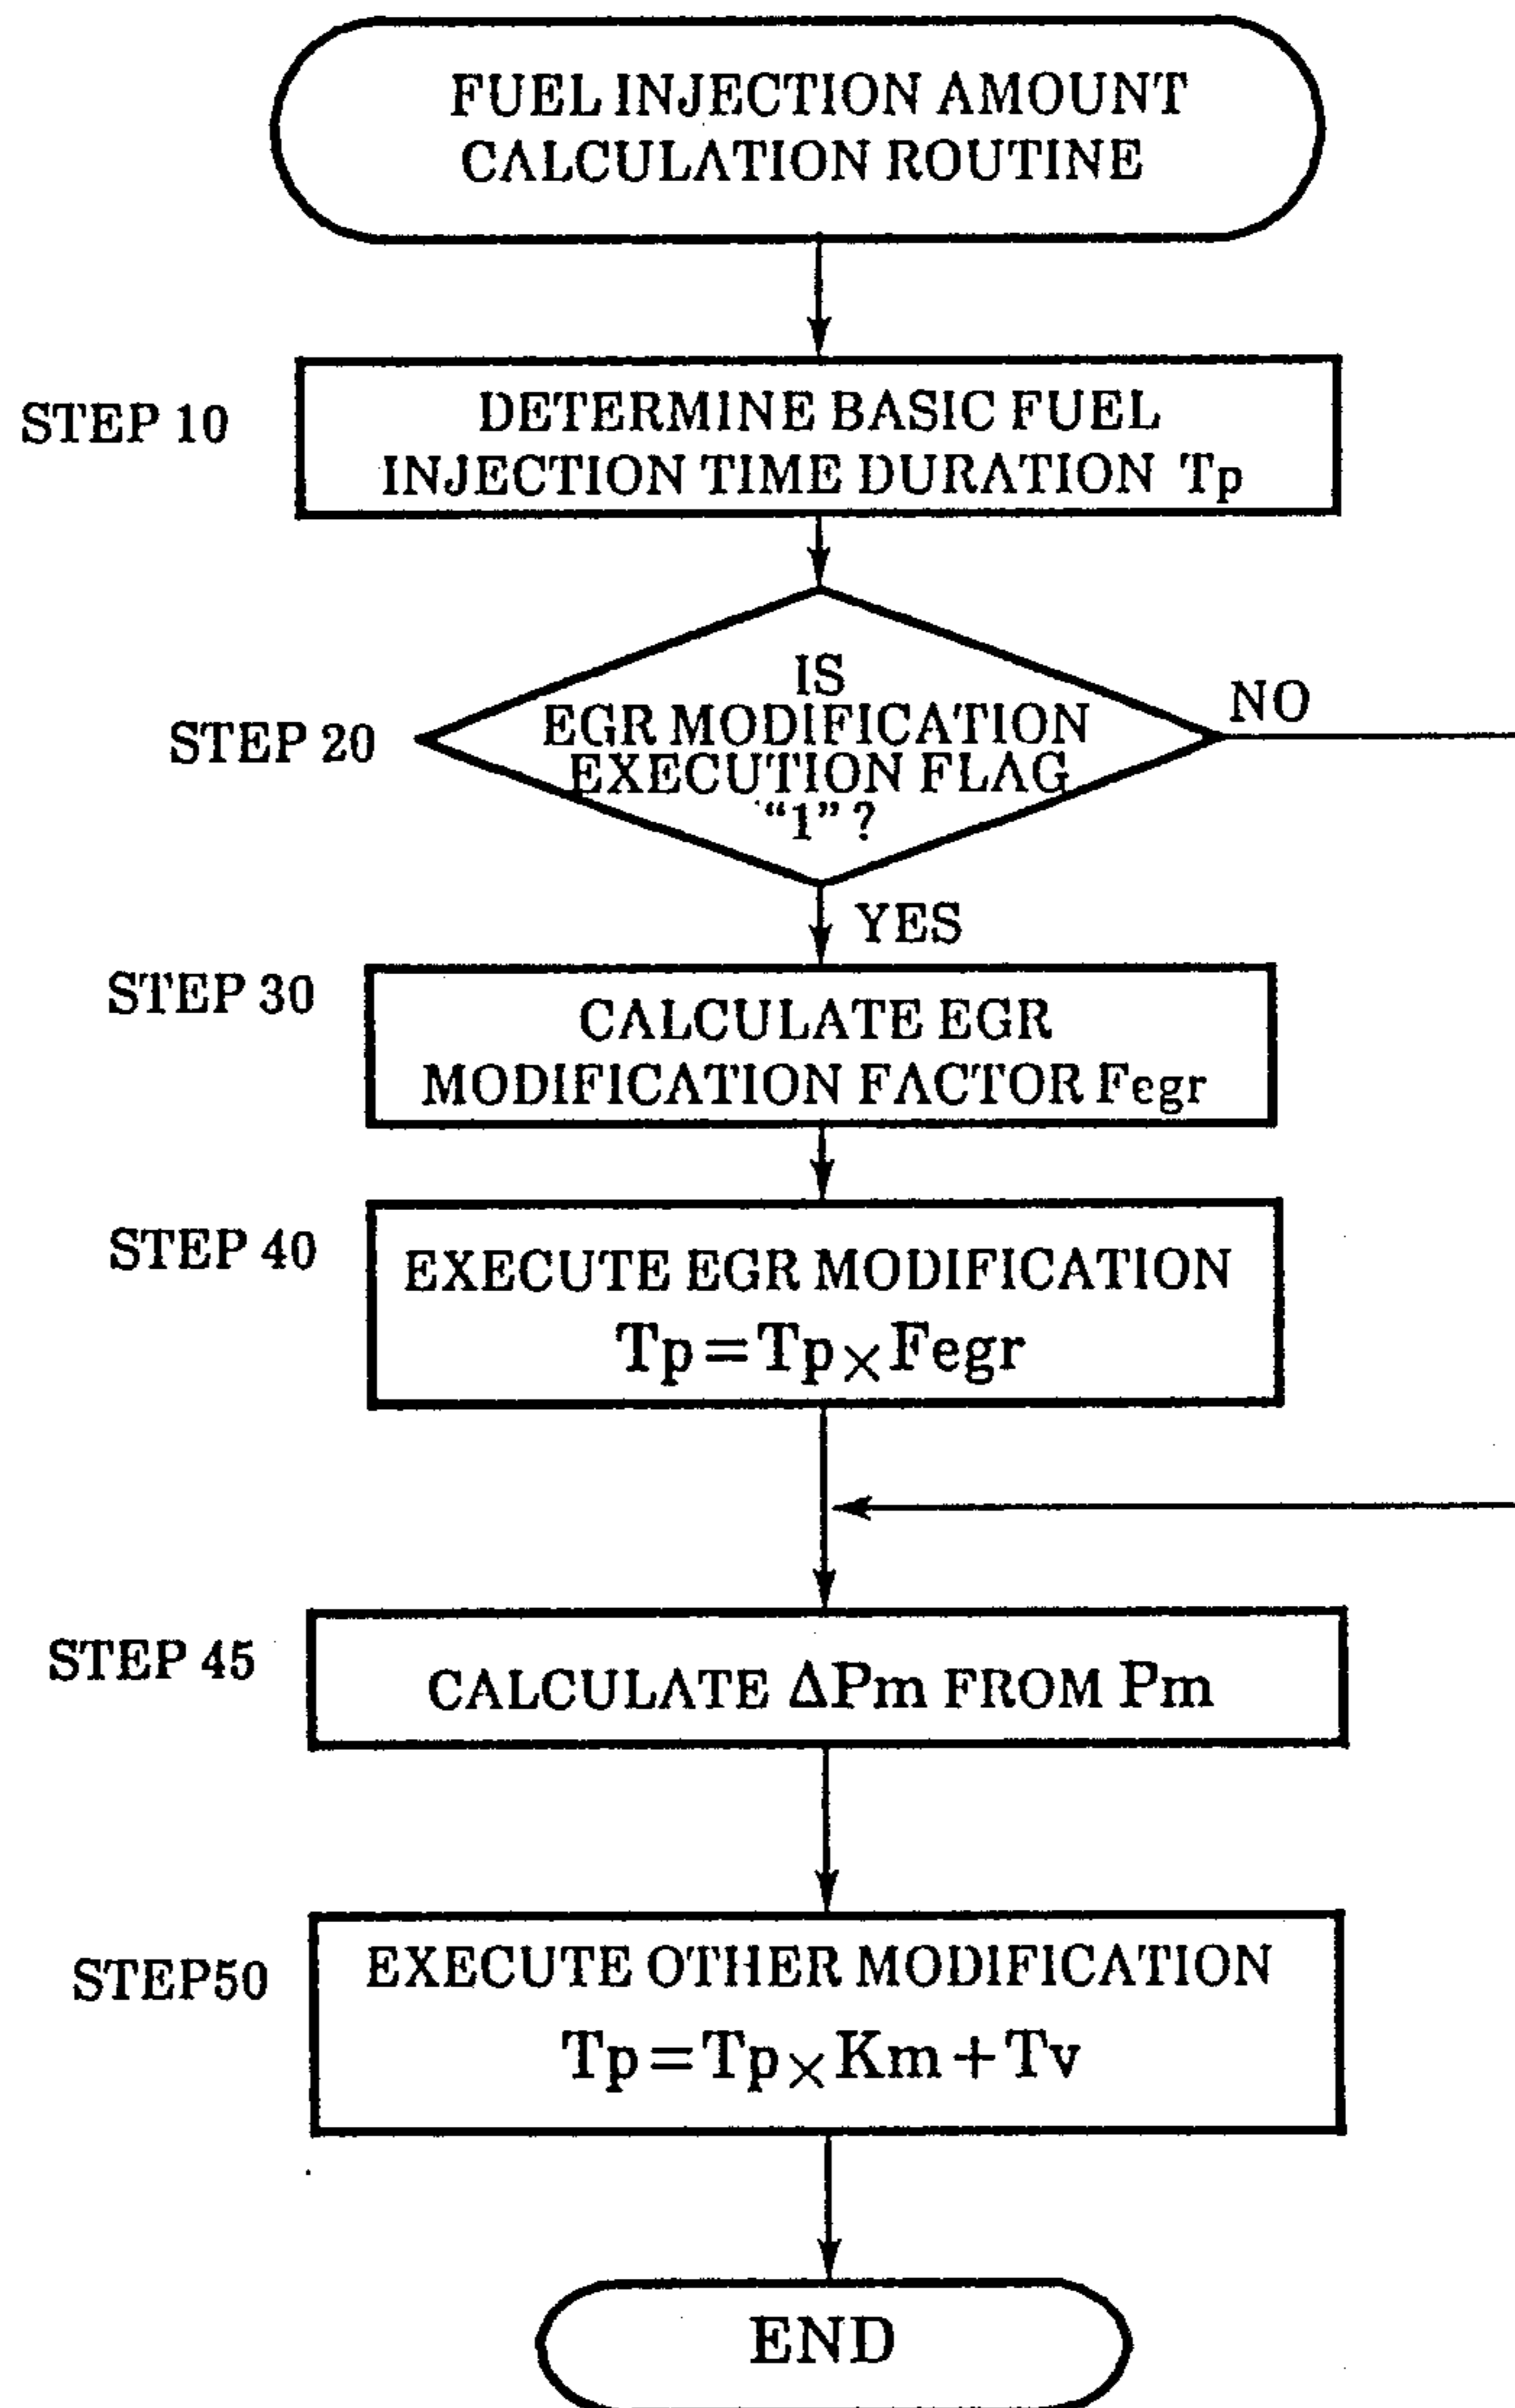 FUEL INJECTION AMOUNT
CALCULATION ROUTINE
STEP 10
DETERMINE BASIC FUEL
INJECTION TIME DURATION Tp
STEP 20
IS
EGR MODIFICATION
EXECUTION FLAG
“1”?
NO
YES
STEP 30
CALCULATE EGR
MODIFICATION FACTOR Fegr
STEP 40
EXECUTE EGR MODIFICATION
Tp=Tp×Fegr
STEP 45
CALCULATE ΔPm FROM Pm
STEP50
EXECUTE OTHER MODIFICATION
Tp=Tp×Km+Tv
END